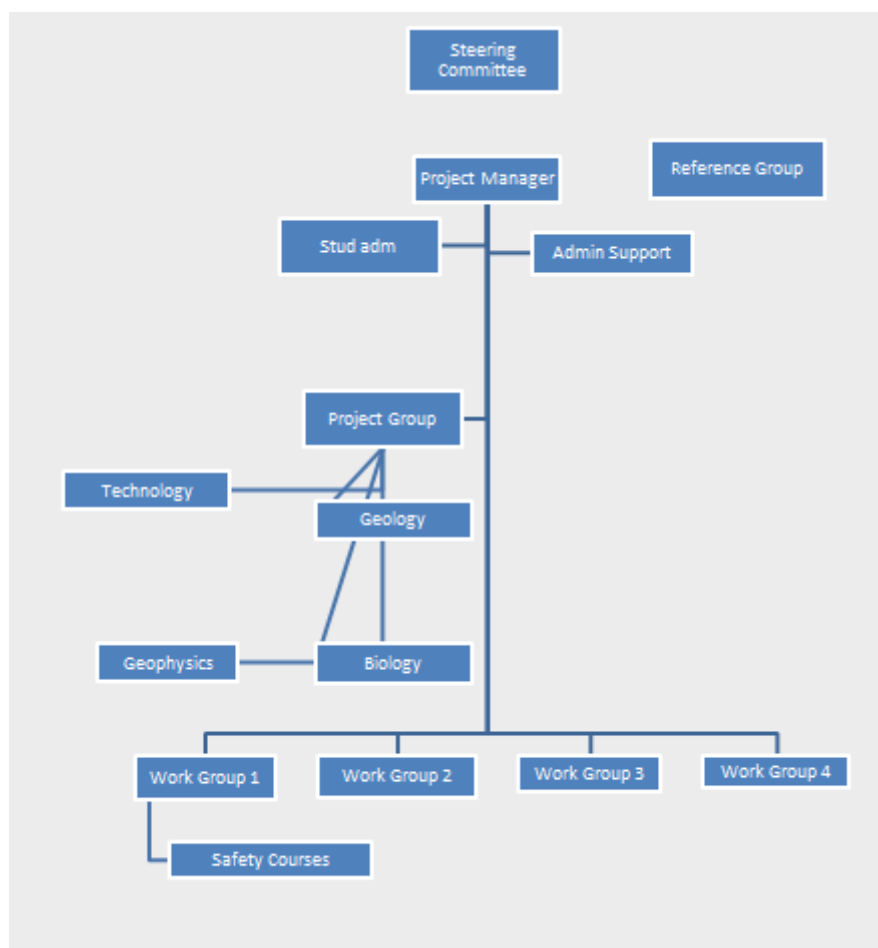 Steering
Committee
Project Manager
Reference Group
Stud adm
Admin Support
Project Group
Technology
Geology
Geophysics
Biology
Work Group 1
Work Group 2
Work Group 3
Work Group 4
Safety Courses